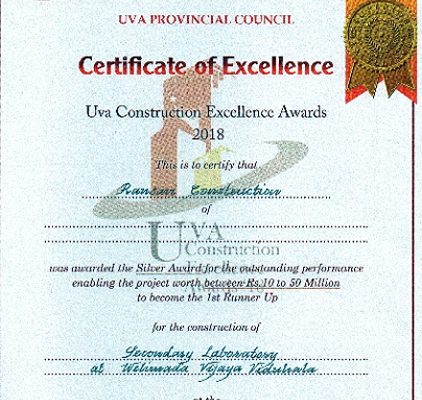 UVA PROVINCIAL COUNCIL
Certificate of Excellence
Uva Construction Excellence Awards
2018
This is to certify that
Construction
of
UVA
Construction
was awarded the Silver Award for the outstanding performance
enabling the project worth between Rs.10 to 50 Million
to become the 1st Runner Up
for the construction of
Secondary Laboratory
at Welimada Vijaya Viduhala
at the